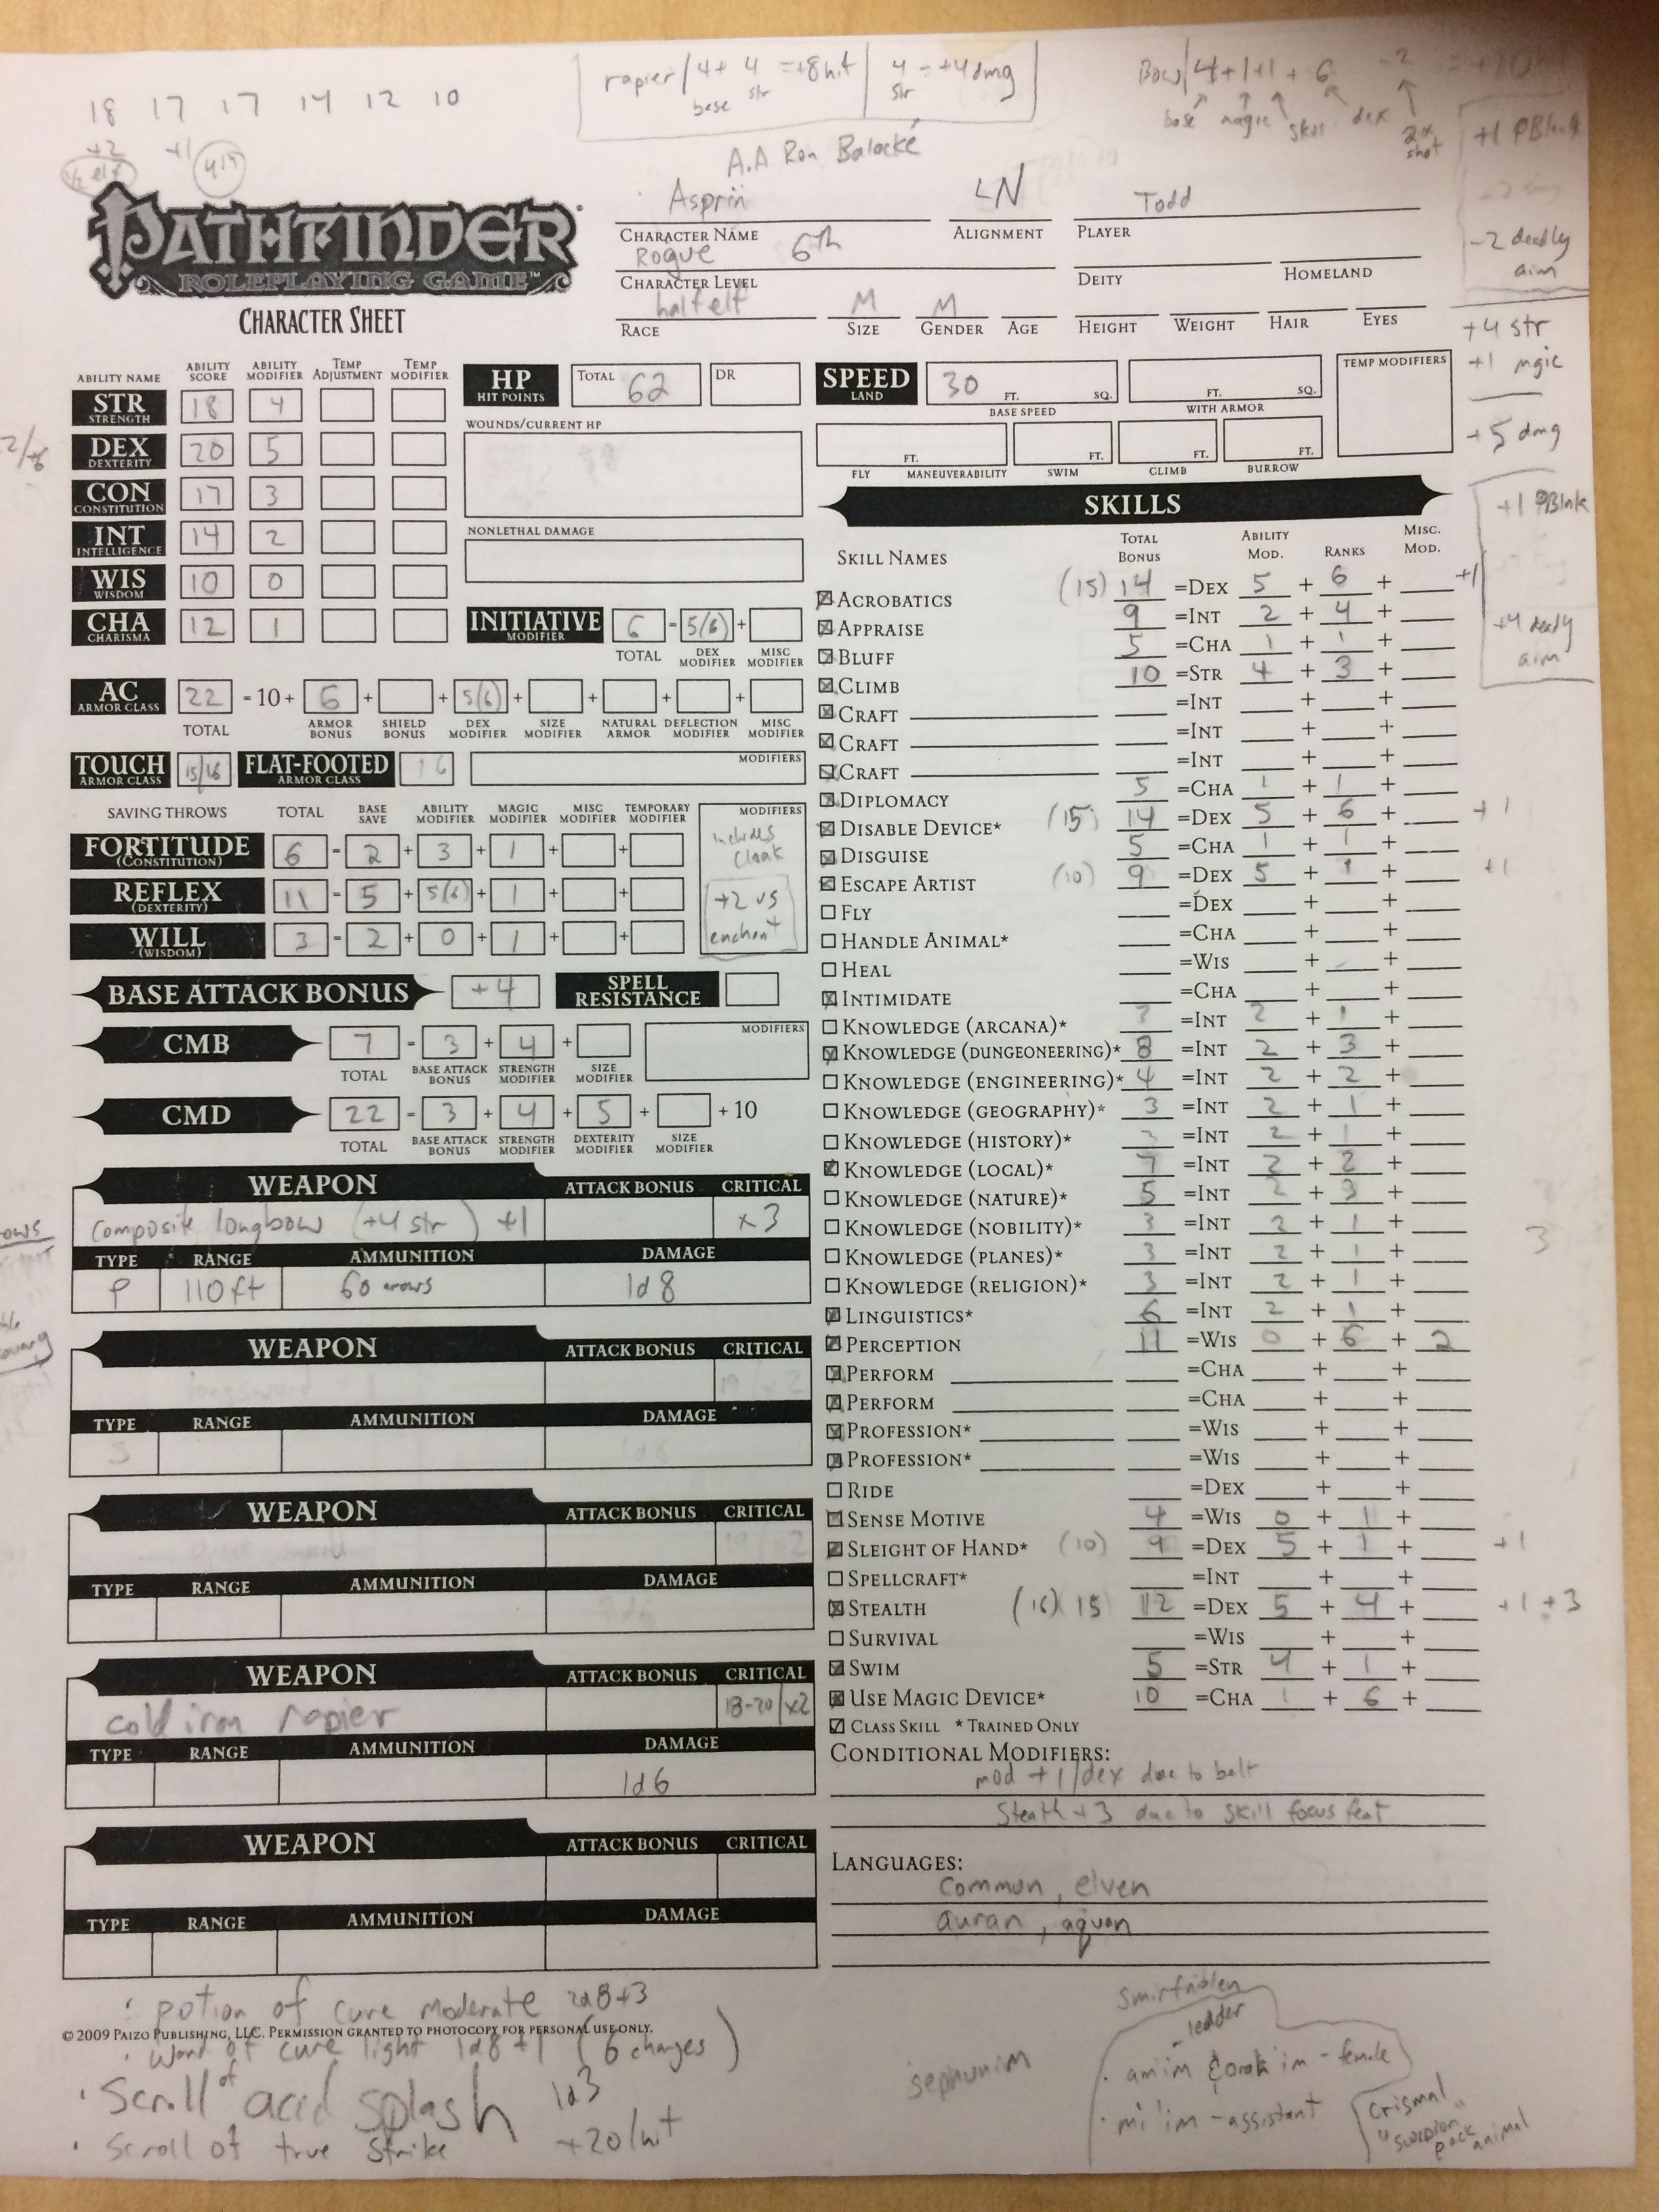 rapier / 4 + 4 = +8 hit | 4 = +4 dmg
base str str
Bow / 4 +1 +1 + 6 -2
base magic dex 2x shot
18 17 17 14 12 10
+2 +1
1/2 elf
+1 PBlank
-2 deadly aim
A.A Ron Balocké
PATHFINDER
ROLEPLAYING GAME™
CHARACTER SHEET
Asprin LN Todd
CHARACTER NAME ALIGNMENT PLAYER
Rogue 6th
CHARACTER LEVEL DEITY HOMELAND
half elf M M
RACE SIZE GENDER AGE HEIGHT WEIGHT HAIR EYES
+4 str
+1 mgic
+5 dmg
+1 PBlnk
+4 deadly aim
ABILITY NAME ABILITY SCORE ABILITY MODIFIER TEMP ADJUSTMENT TEMP MODIFIER
STR STRENGTH 18 4
DEX DEXTERITY 20 5
CON CONSTITUTION 17 3
INT INTELLIGENCE 14 2
WIS WISDOM 10 0
CHA CHARISMA 12 1
HP HIT POINTS TOTAL 62 DR
WOUNDS/CURRENT HP
NONLETHAL DAMAGE
INITIATIVE MODIFIER 6 = 5(6) +
TOTAL DEX MODIFIER MISC MODIFIER
SPEED LAND 30 FT. SQ. FT. SQ. TEMP MODIFIERS
BASE SPEED WITH ARMOR
FT. FT. FT. FT.
FLY MANEUVERABILITY SWIM CLIMB BURROW
AC ARMOR CLASS 22 = 10 + 6 + + 5(6) + + + +
TOTAL ARMOR BONUS SHIELD BONUS DEX MODIFIER SIZE MODIFIER NATURAL ARMOR DEFLECTION MODIFIER MISC MODIFIER
TOUCH ARMOR CLASS 15/16 FLAT-FOOTED ARMOR CLASS 16 MODIFIERS
SAVING THROWS TOTAL BASE SAVE ABILITY MODIFIER MAGIC MODIFIER MISC MODIFIER TEMPORARY MODIFIER MODIFIERS
FORTITUDE (CONSTITUTION) 6 = 2 + 3 + 1 + +
REFLEX (DEXTERITY) 11 = 5 + 5(6) + 1 + +
WILL (WISDOM) 3 = 2 + 0 + 1 + +
includs cloak
+2 vs enchant
BASE ATTACK BONUS +4 SPELL RESISTANCE
CMB 7 = 3 + 4 + MODIFIERS
TOTAL BASE ATTACK BONUS STRENGTH MODIFIER SIZE MODIFIER
CMD 22 = 3 + 4 + 5 + + 10
TOTAL BASE ATTACK BONUS STRENGTH MODIFIER DEXTERITY MODIFIER SIZE MODIFIER
WEAPON ATTACK BONUS CRITICAL
composite longbow (+4 str) +1 x3
TYPE RANGE AMMUNITION DAMAGE
P 110 ft 60 arrows 1d8
WEAPON ATTACK BONUS CRITICAL
TYPE RANGE AMMUNITION DAMAGE
WEAPON ATTACK BONUS CRITICAL
TYPE RANGE AMMUNITION DAMAGE
WEAPON ATTACK BONUS CRITICAL
cold iron rapier 18-20/x2
TYPE RANGE AMMUNITION DAMAGE
1d6
WEAPON ATTACK BONUS CRITICAL
TYPE RANGE AMMUNITION DAMAGE
SKILLS
SKILL NAMES TOTAL BONUS ABILITY MOD. RANKS MISC. MOD.
ACROBATICS (15) 14 =DEX 5 + 6 + +1
APPRAISE 9 =INT 2 + 4 +
BLUFF 5 =CHA 1 + 1 +
CLIMB 10 =STR 4 + 3 +
CRAFT =INT + +
CRAFT =INT + +
CRAFT =INT + +
DIPLOMACY 5 =CHA 1 + 1 +
DISABLE DEVICE* (15) 14 =DEX 5 + 6 + +1
DISGUISE 5 =CHA 1 + 1 +
ESCAPE ARTIST (10) 9 =DEX 5 + 1 + +1
FLY =DEX + +
HANDLE ANIMAL* =CHA + +
HEAL =WIS + +
INTIMIDATE =CHA + +
KNOWLEDGE (ARCANA)* 3 =INT 2 + 1 +
KNOWLEDGE (DUNGEONEERING)* 8 =INT 2 + 3 +
KNOWLEDGE (ENGINEERING)* 4 =INT 2 + 2 +
KNOWLEDGE (GEOGRAPHY)* 3 =INT 2 + 1 +
KNOWLEDGE (HISTORY)* 3 =INT 2 + 1 +
KNOWLEDGE (LOCAL)* 7 =INT 2 + 2 +
KNOWLEDGE (NATURE)* 5 =INT 2 + 3 +
KNOWLEDGE (NOBILITY)* 3 =INT 2 + 1 +
KNOWLEDGE (PLANES)* 3 =INT 2 + 1 +
KNOWLEDGE (RELIGION)* 3 =INT 2 + 1 +
LINGUISTICS* 6 =INT 2 + 1 +
PERCEPTION 11 =WIS 0 + 6 + 2
PERFORM =CHA + +
PERFORM =CHA + +
PROFESSION* =WIS + +
PROFESSION* =WIS + +
RIDE =DEX + +
SENSE MOTIVE 4 =WIS 0 + 1 +
SLEIGHT OF HAND* (10) 9 =DEX 5 + 1 + +1
SPELLCRAFT* =INT + +
STEALTH (16) 15 12 =DEX 5 + 4 + +1 +3
SURVIVAL =WIS + +
SWIM 5 =STR 4 + 1 +
USE MAGIC DEVICE* 10 =CHA 1 + 6 +
CLASS SKILL * TRAINED ONLY
CONDITIONAL MODIFIERS:
mod +1/dex due to belt
Stealth +3 due to skill focus feat
LANGUAGES:
common, elven
auran, aquan
· potion of cure moderate 2d8+3
© 2009 PAIZO PUBLISHING, LLC. PERMISSION GRANTED TO PHOTOCOPY FOR PERSONAL USE ONLY.
· wand of cure light 1d8+1 (6 charges)
· Scroll of acid splash 1d3
· Scroll of true strike +20/hit
sephunim
Smirfniblen
- leader
· mi'im - assistant
female
"scorpion" pack animal